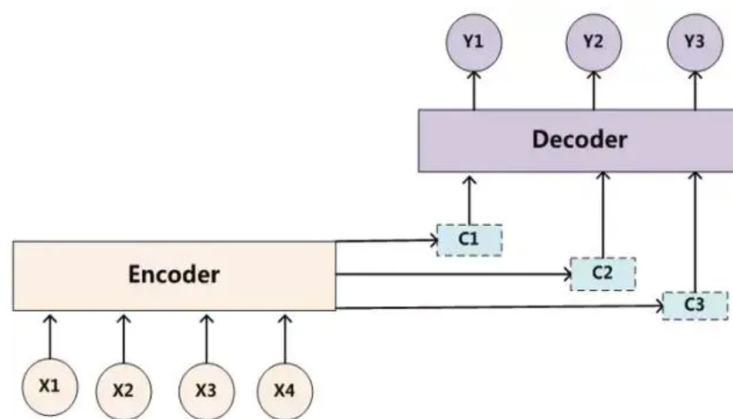 Y1 Y2 Y3
Decoder
C1
Encoder
C2
C3
X1 X2 X3 X4